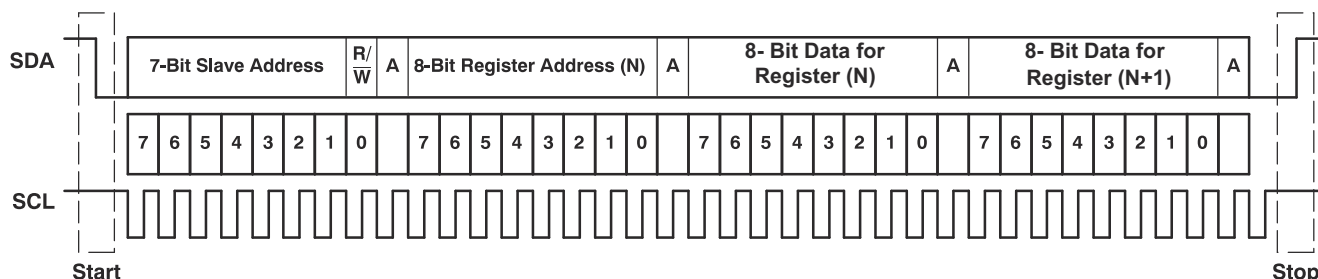 SDA
7-Bit Slave Address
R/
W
A
8-Bit Register Address (N)
A
8- Bit Data for
Register (N)
A
8- Bit Data for
Register (N+1)
A
7 6 5 4 3 2 1 0 7 6 5 4 3 2 1 0 7 6 5 4 3 2 1 0 7 6 5 4 3 2 1 0
SCL
Start
Stop